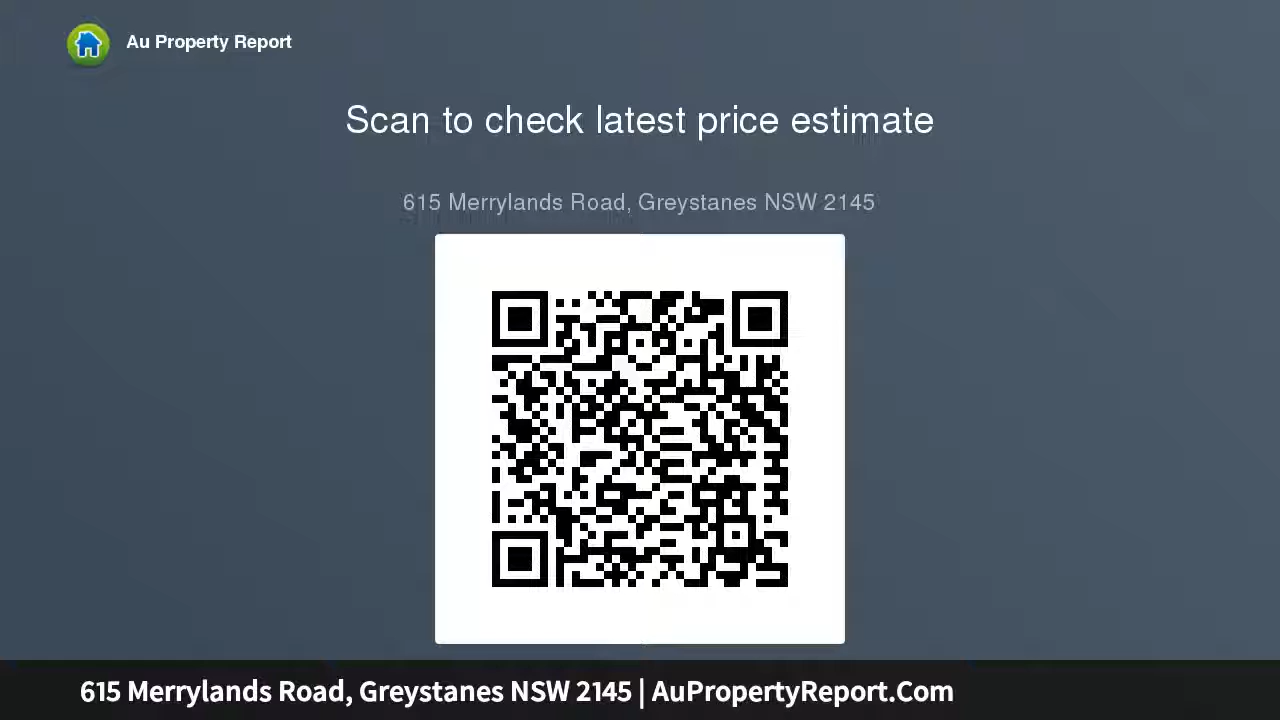 Au Property Report
Scan to check latest price estimate
615 Merrylands Road, Greystanes NSW 2145
615 Merrylands Road, Greystanes NSW 2145 | AuPropertyReport.Com